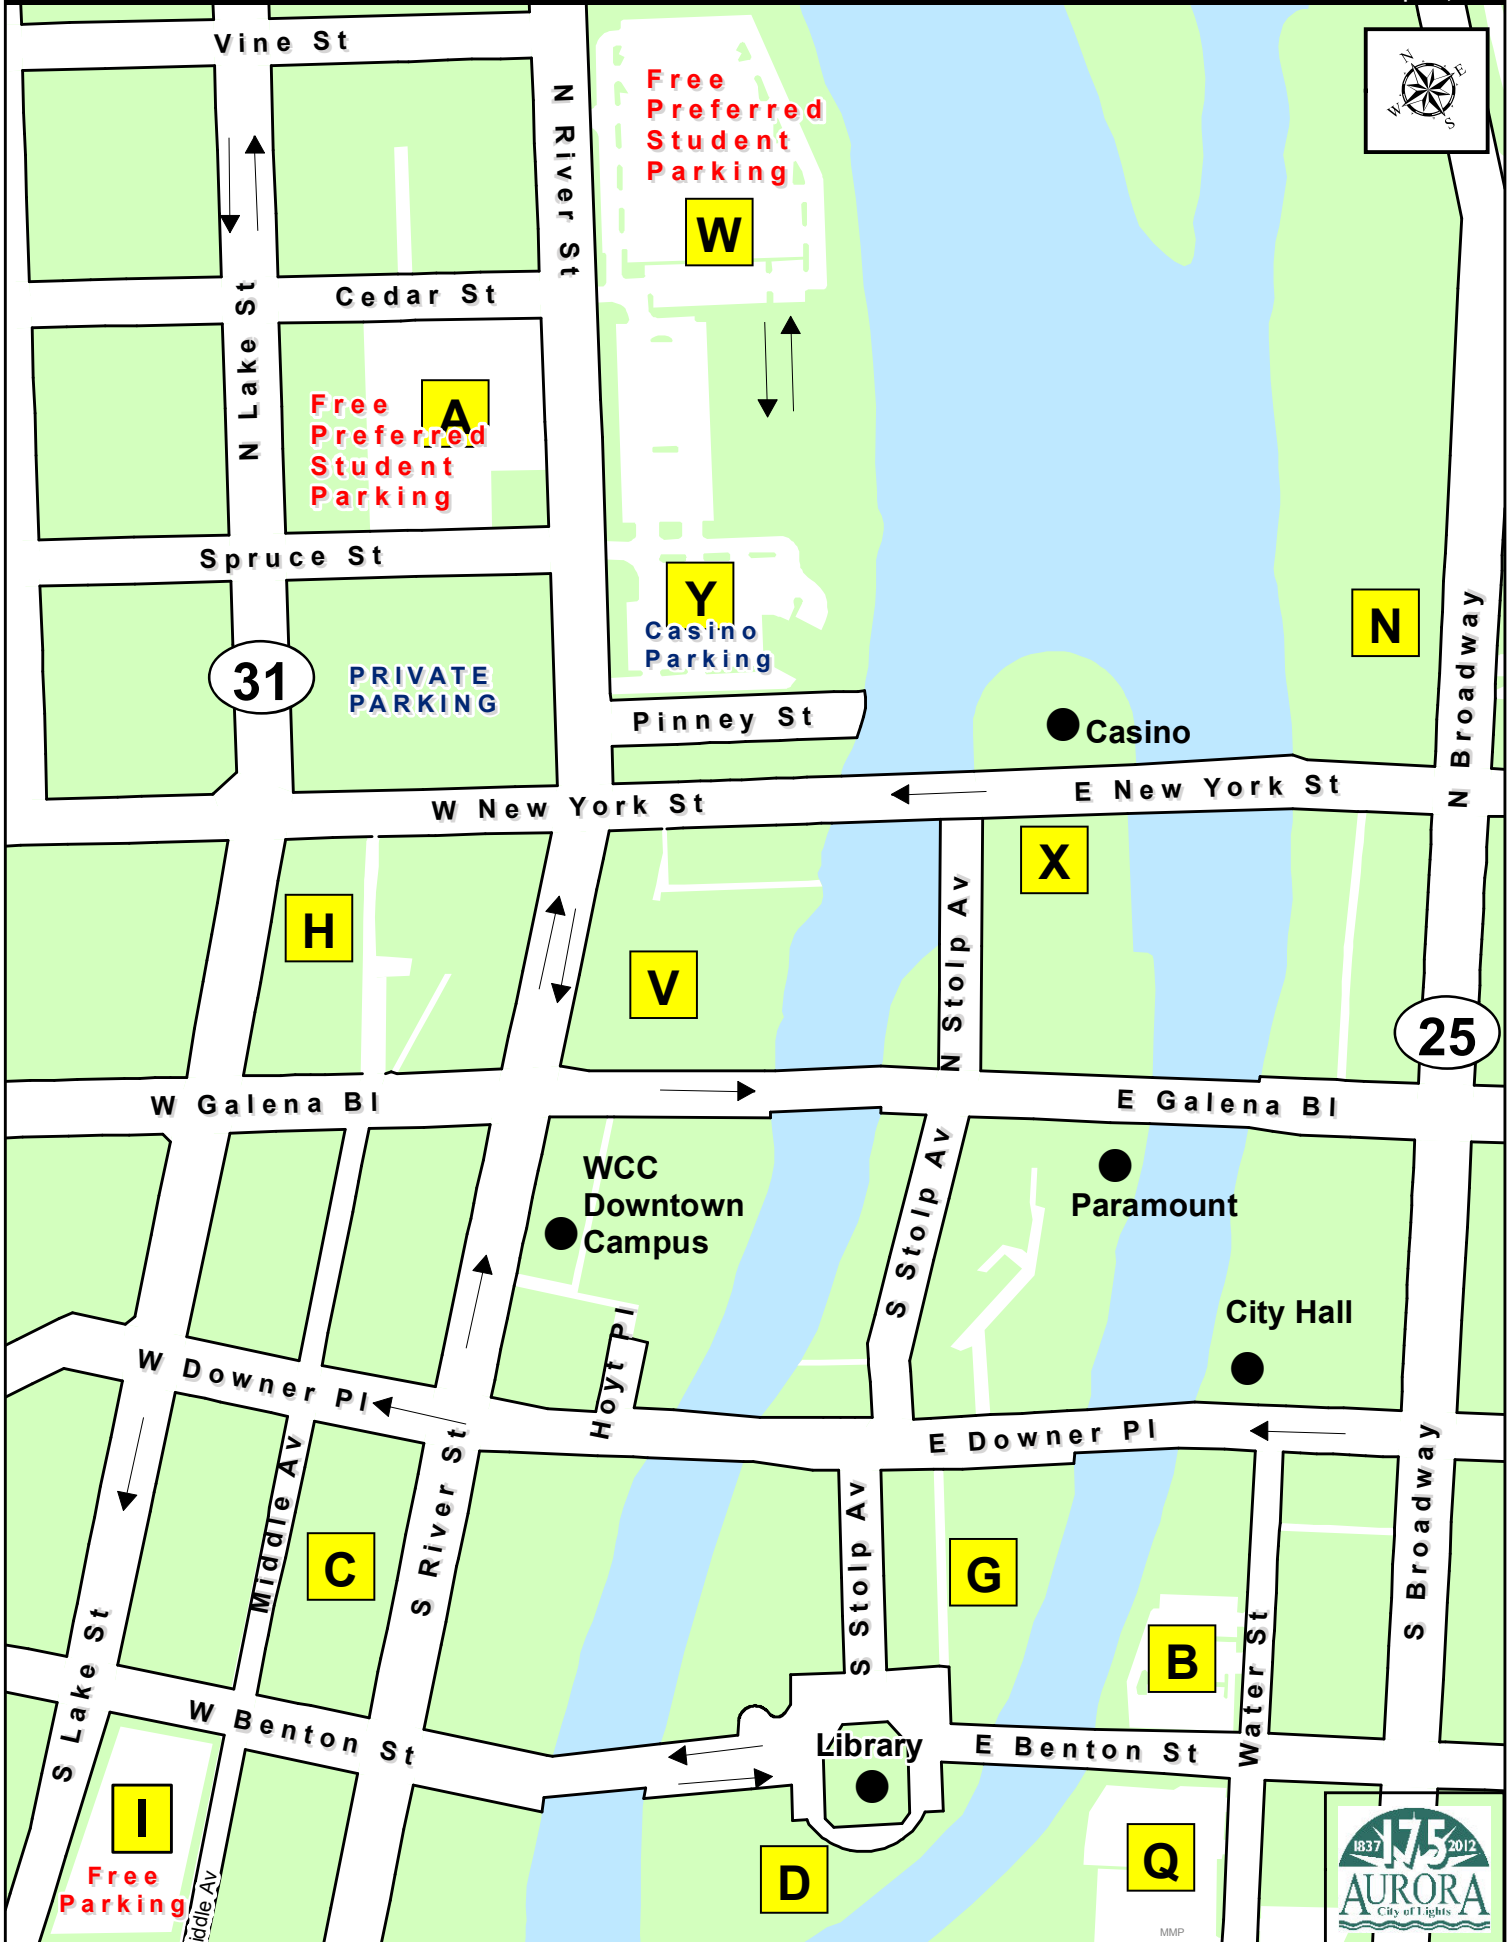 Vine St
N
E
W
S
Free
Preferred
Student
Parking
W
N River St
Cedar St
N Lake St
A
Free
Preferred
Student
Parking
Spruce St
Y
Casino
Parking
N
31
PRIVATE
PARKING
Pinney St
Casino
N Broadway
W New York St
E New York St
X
H
V
N Stolp Av
25
W Galena Bl
E Galena Bl
WCC
Downtown
Campus
S Stolp Av
Paramount
City Hall
Hoyt Pl
W Downer Pl
E Downer Pl
Middle Av
S River St
S Stolp Av
S Broadway
C
G
B
Water St
S Lake St
W Benton St
Library
E Benton St
I
Free
Parking
iddle Av
D
Q
1837 175 2012
AURORA
City of Lights
MMP